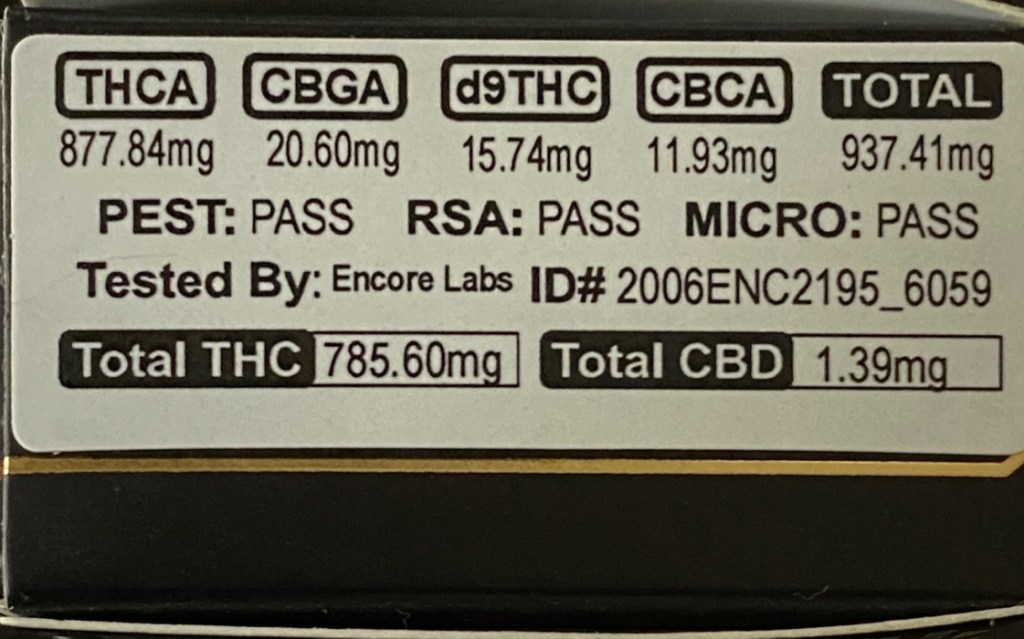 THCA CBGA d9THC CBCA TOTAL
877.84mg 20.60mg 15.74mg 11.93mg 937.41mg
PEST: PASS RSA: PASS MICRO: PASS
Tested By: Encore Labs ID# 2006ENC2195_6059
Total THC 785.60mg Total CBD 1.39mg